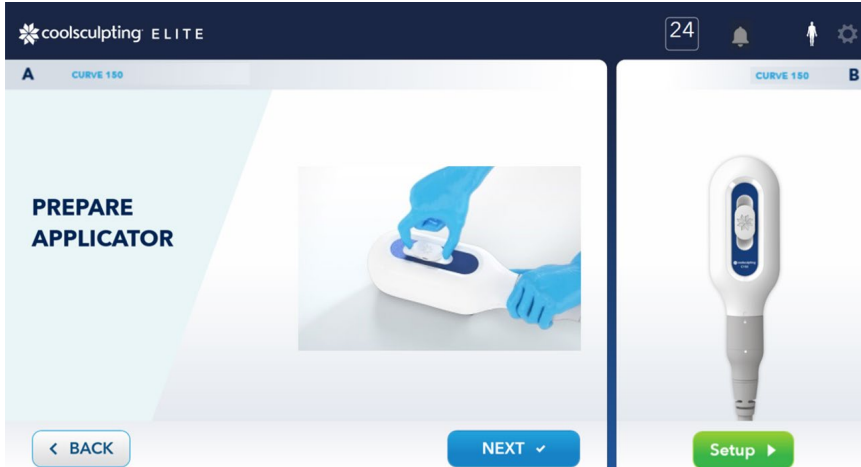 coolsculpting ELITE
24
A CURVE 150
CURVE 150 B
PREPARE
APPLICATOR
BACK
NEXT
Setup